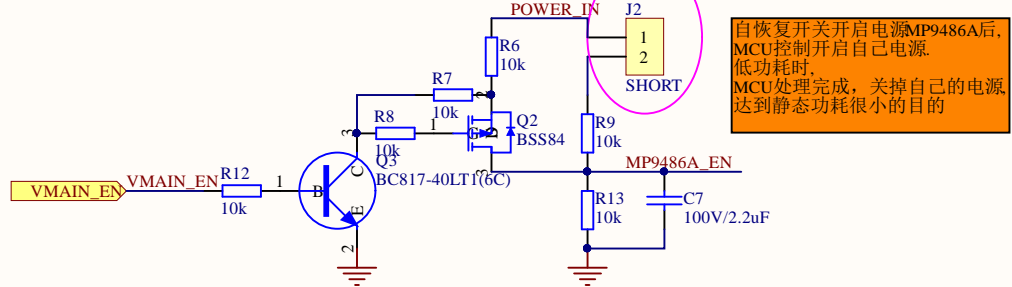 POWER_IN
J2
1
2
SHORT
自恢复开关开启电源MP9486A后,
MCU控制开启自己电源.
低功耗时,
MCU处理完成，关掉自己的电源,
达到静态功耗很小的目的
R6
10k
R7
10k
2
R8
10k
3
1
G
S
D
Q2
BSS84
3
R9
10k
MP9486A_EN
Q3
BC817-40LT1(6C)
C
B
E
1
2
VMAIN_EN
VMAIN_EN
R12
10k
R13
10k
C7
100V/2.2uF